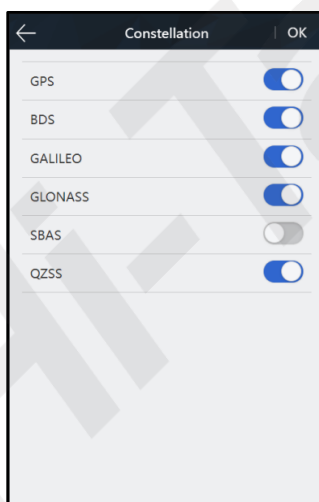 Constellation | OK
GPS
BDS
GALILEO
GLONASS
SBAS
QZSS